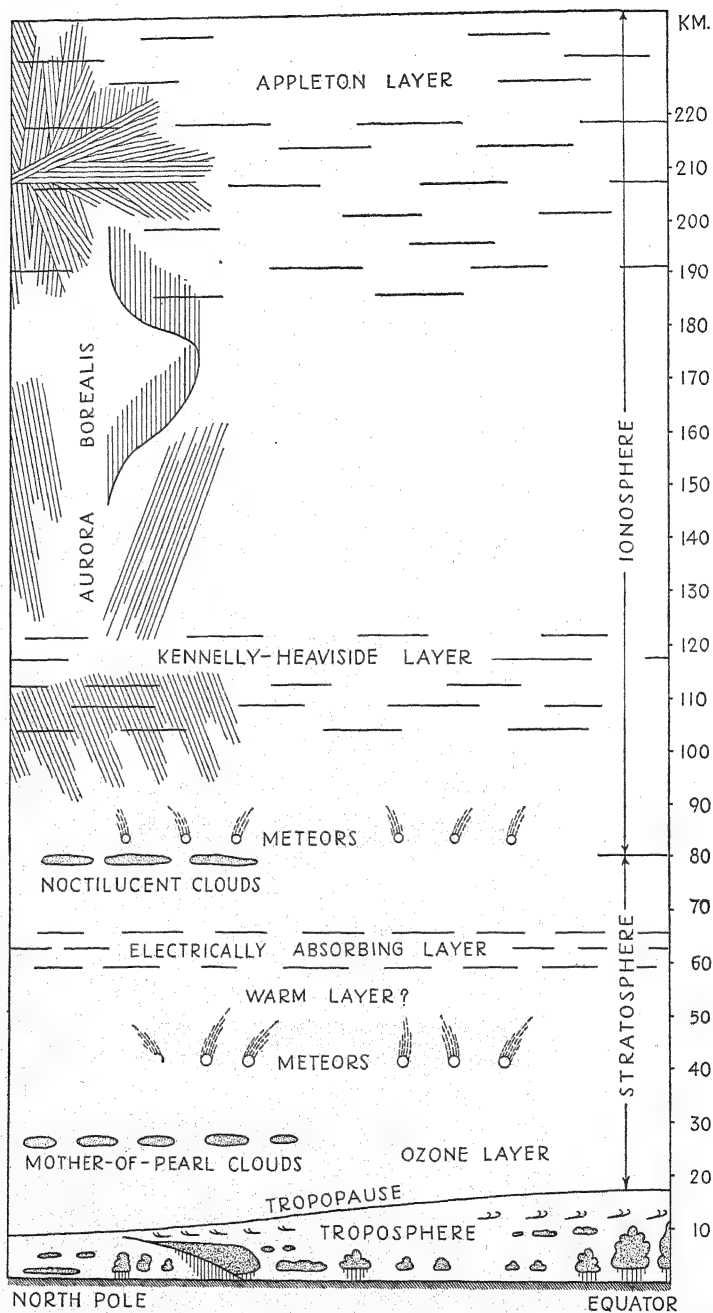 KM.
APPLETON LAYER
220
210
200
190
180
170
160
150
140
130
120
110
100
90
80
70
60
50
40
30
20
10
AURORA BOREALIS
IONOSPHERE
KENNELLY-HEAVISIDE LAYER
METEORS
NOCTILUCENT CLOUDS
STRATOSPHERE
ELECTRICALLY ABSORBING LAYER
WARM LAYER?
METEORS
OZONE LAYER
MOTHER-OF-PEARL CLOUDS
TROPOPAUSE
TROPOSPHERE
NORTH POLE
EQUATOR